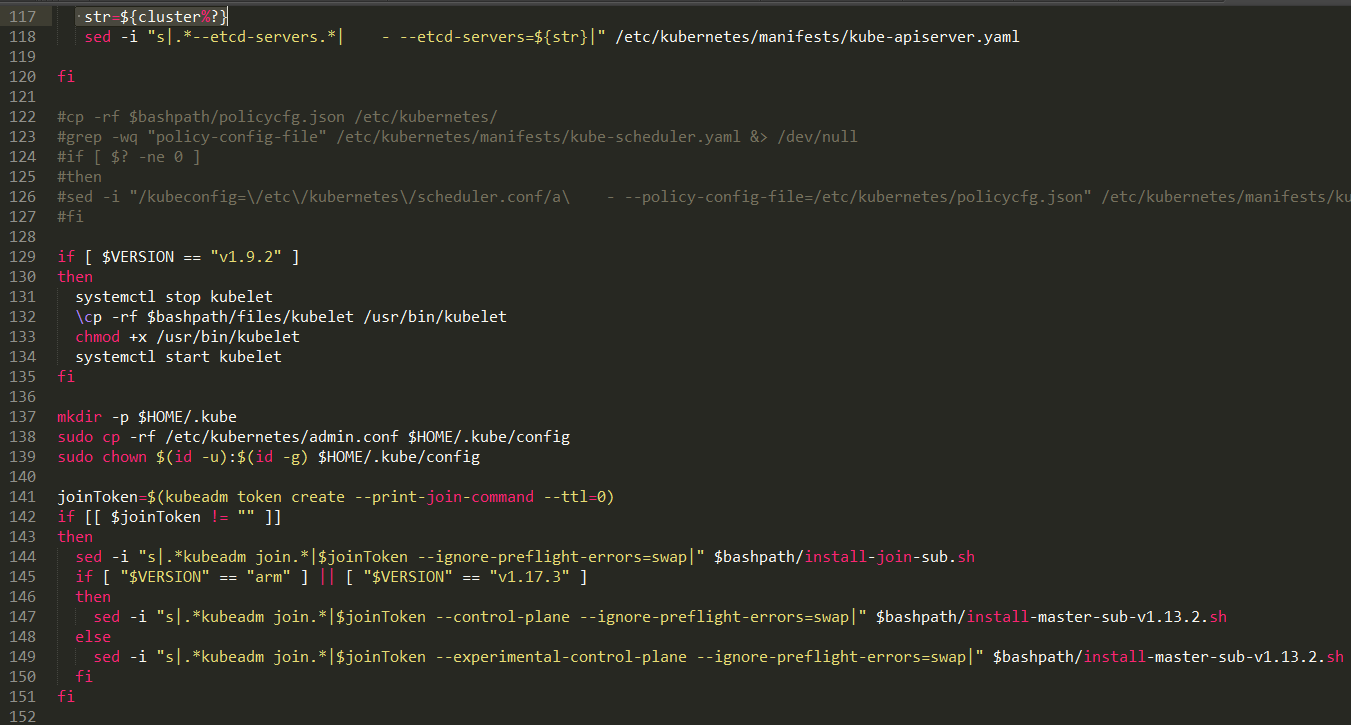 117 str=${cluster%?}
118 sed -i "s|.*--etcd-servers.*|    - --etcd-servers=${str}|" /etc/kubernetes/manifests/kube-apiserver.yaml
119
120 fi
121
122 #cp -rf $bashpath/policycfg.json /etc/kubernetes/
123 #grep -wq "policy-config-file" /etc/kubernetes/manifests/kube-scheduler.yaml &> /dev/null
124 #if [ $? -ne 0 ]
125 #then
126 #sed -i "/kubeconfig=\/etc\/kubernetes\/scheduler.conf/a\    - --policy-config-file=/etc/kubernetes/policycfg.json" /etc/kubernetes/manifests/ku
127 #fi
128
129 if [ $VERSION == "v1.9.2" ]
130 then
131   systemctl stop kubelet
132   \cp -rf $bashpath/files/kubelet /usr/bin/kubelet
133   chmod +x /usr/bin/kubelet
134   systemctl start kubelet
135 fi
136
137 mkdir -p $HOME/.kube
138 sudo cp -rf /etc/kubernetes/admin.conf $HOME/.kube/config
139 sudo chown $(id -u):$(id -g) $HOME/.kube/config
140
141 joinToken=$(kubeadm token create --print-join-command --ttl=0)
142 if [[ $joinToken != "" ]]
143 then
144   sed -i "s|.*kubeadm join.*|$joinToken --ignore-preflight-errors=swap|" $bashpath/install-join-sub.sh
145   if [ "$VERSION" == "arm" ] || [ "$VERSION" == "v1.17.3" ]
146   then
147     sed -i "s|.*kubeadm join.*|$joinToken --control-plane --ignore-preflight-errors=swap|" $bashpath/install-master-sub-v1.13.2.sh
148   else
149     sed -i "s|.*kubeadm join.*|$joinToken --experimental-control-plane --ignore-preflight-errors=swap|" $bashpath/install-master-sub-v1.13.2.sh
150   fi
151 fi
152